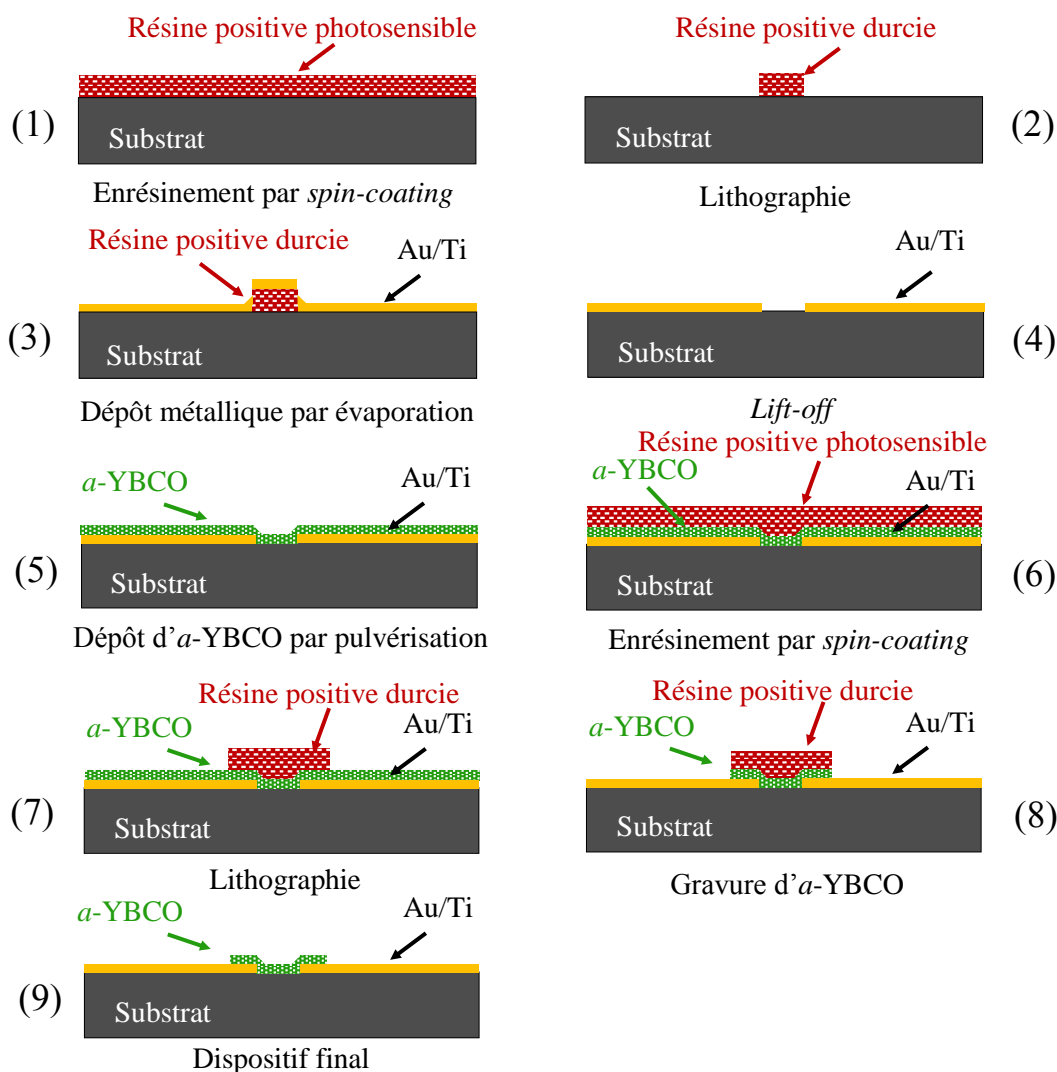 Résine positive photosensible
(1)
Substrat
Enrésinement par spin-coating
Résine positive durcie
(2)
Substrat
Lithographie
Résine positive durcie
Au/Ti
(3)
Substrat
Dépôt métallique par évaporation
Au/Ti
(4)
Substrat
Lift-off
a-YBCO
Au/Ti
(5)
Substrat
Dépôt d’a-YBCO par pulvérisation
Résine positive photosensible
a-YBCO
Au/Ti
(6)
Substrat
Enrésinement par spin-coating
Résine positive durcie
a-YBCO
Au/Ti
(7)
Substrat
Lithographie
Résine positive durcie
a-YBCO
Au/Ti
(8)
Substrat
Gravure d’a-YBCO
a-YBCO
Au/Ti
(9)
Substrat
Dispositif final